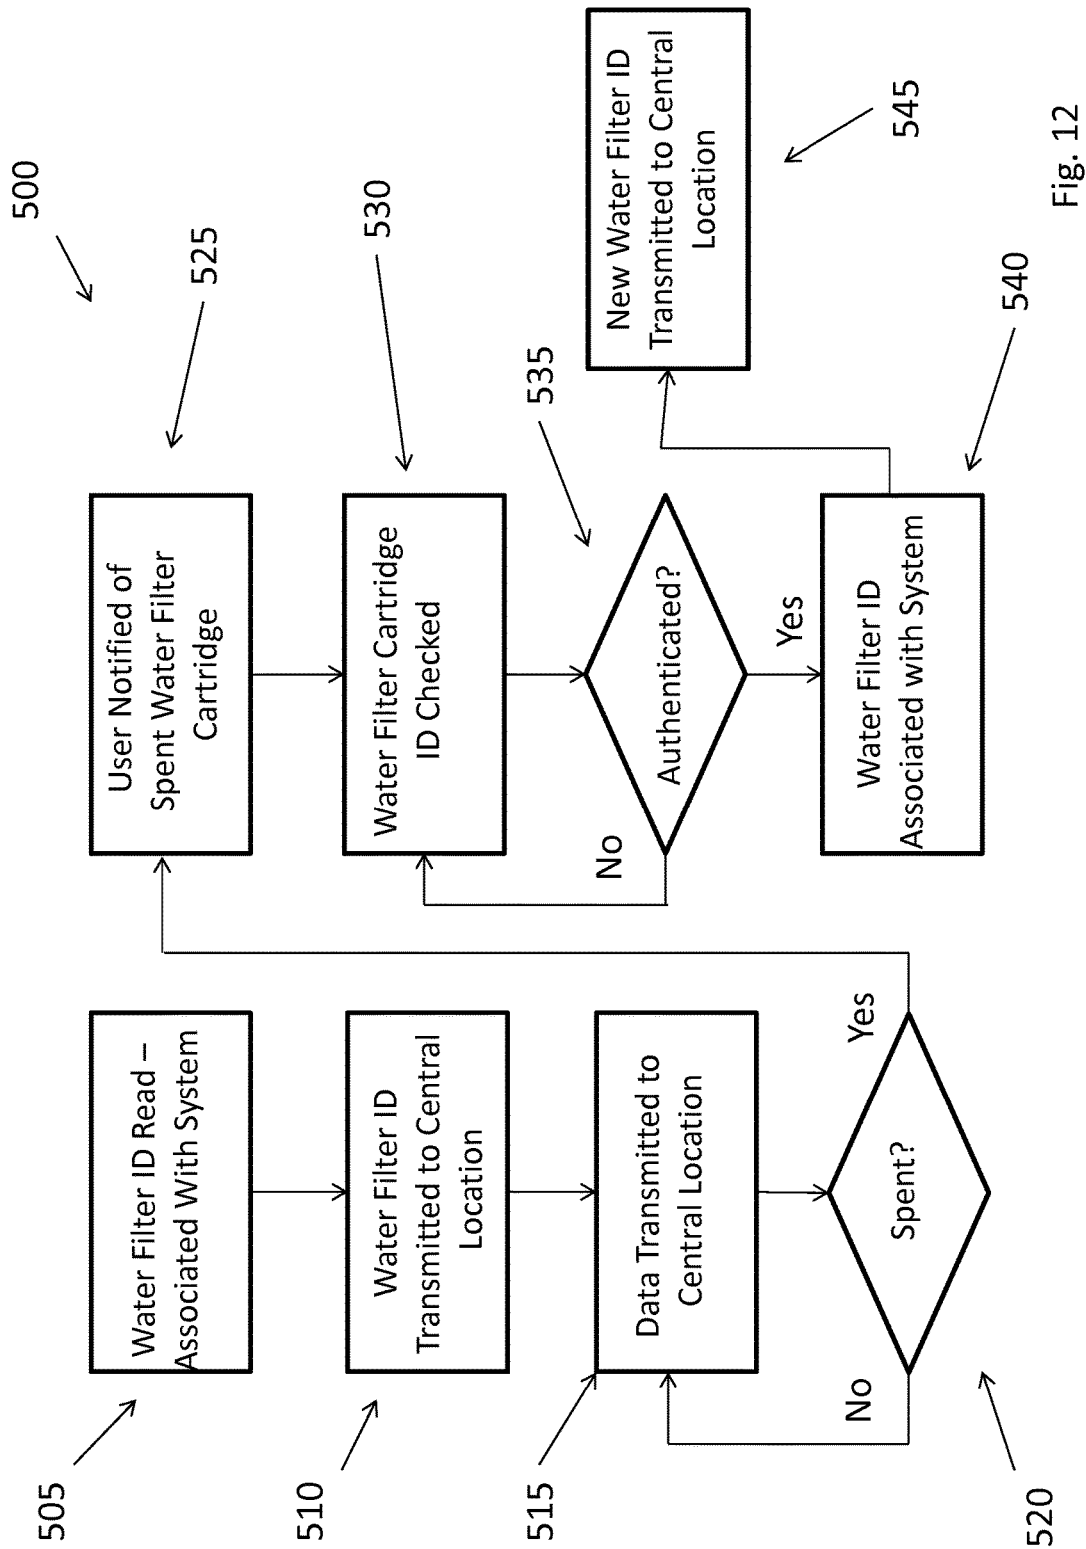 500
505
Water Filter ID Read –
Associated With System
510
Water Filter ID
Transmitted to Central
Location
515
Data Transmitted to
Central Location
No
Spent?
Yes
520
525
User Notified of
Spent Water Filter
Cartridge
530
Water Filter Cartridge
ID Checked
535
No
Authenticated?
Yes
540
Water Filter ID
Associated with System
545
New Water Filter ID
Transmitted to Central
Location
Fig. 12